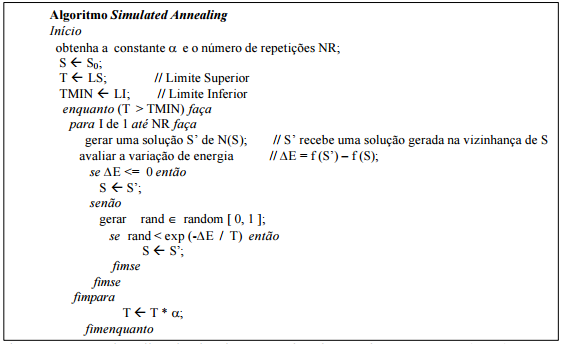 Algoritmo Simulated Annealing
Início
obtenha a constante α e o número de repetições NR;
S ← S₀;
T ← LS; // Limite Superior
TMIN ← LI; // Limite Inferior
enquanto (T > TMIN) faça
para I de 1 até NR faça
gerar uma solução S' de N(S); // S' recebe uma solução gerada na vizinhança de S
avaliar a variação de energia // ΔE = f (S') – f (S);
se ΔE <= 0 então
S ← S';
senão
gerar rand ∈ random [ 0, 1 ];
se rand < exp (-ΔE / T) então
S ← S';
fimse
fimse
fimpara
T ← T * α;
fimenquanto